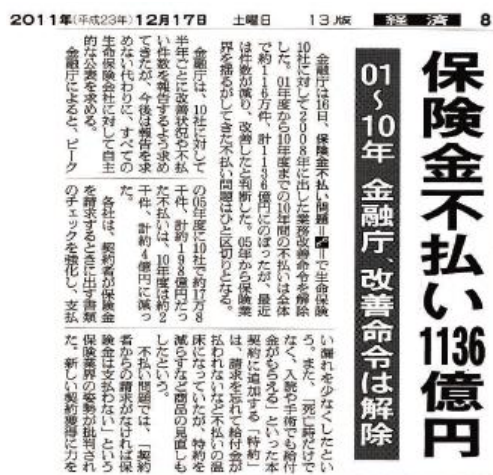 2011年(平成23年)12月17日 土曜日 13版 経済 8
保険金不払い1136億円
01~10年 金融庁、改善命令は解除
金融庁は16日、保険金不払い問題=🔑=で生命保険
10社に対して2008年に出した業務改善命令を解除
した。01年度から10年度までの10年間の不払いは全体
で約116万件、計1136億円にのぼったが、最近
は件数が減り、改善したと判断した。05年から保険業
界を揺るがしてきた不払い問題はひと区切りとなる。
金融庁は、10社に対して
半年ごとに改善状況や不払
い件数を報告するよう求め
てきたが、今後は報告を求
めない代わりに、すべての
生命保険会社に対して自主
的な公表を求める。
金融庁によると、ピーク
の05年度に10社で約17万8
千件、計約198億円だっ
た不払いは、10年度は約2
千件、計約4億円に減っ
た。
各社は、契約者が保険金
を請求するときに出す書類
のチェックを強化し、支払
い漏れを少なくしたとい
う。また、「死亡時だけで
なく、入院や手術でも給付
金がもらえる」といった本
契約に追加する「特約」
は、請求を忘れて給付金が
払われないなど不払いの温
床になっていたが、特約を
減らすなど商品の見直しも
したという。
不払い問題では、「契約
者からの請求がなければ保
険金は支払わない」という
保険業界の姿勢が批判され
た。新しい契約獲得に力を